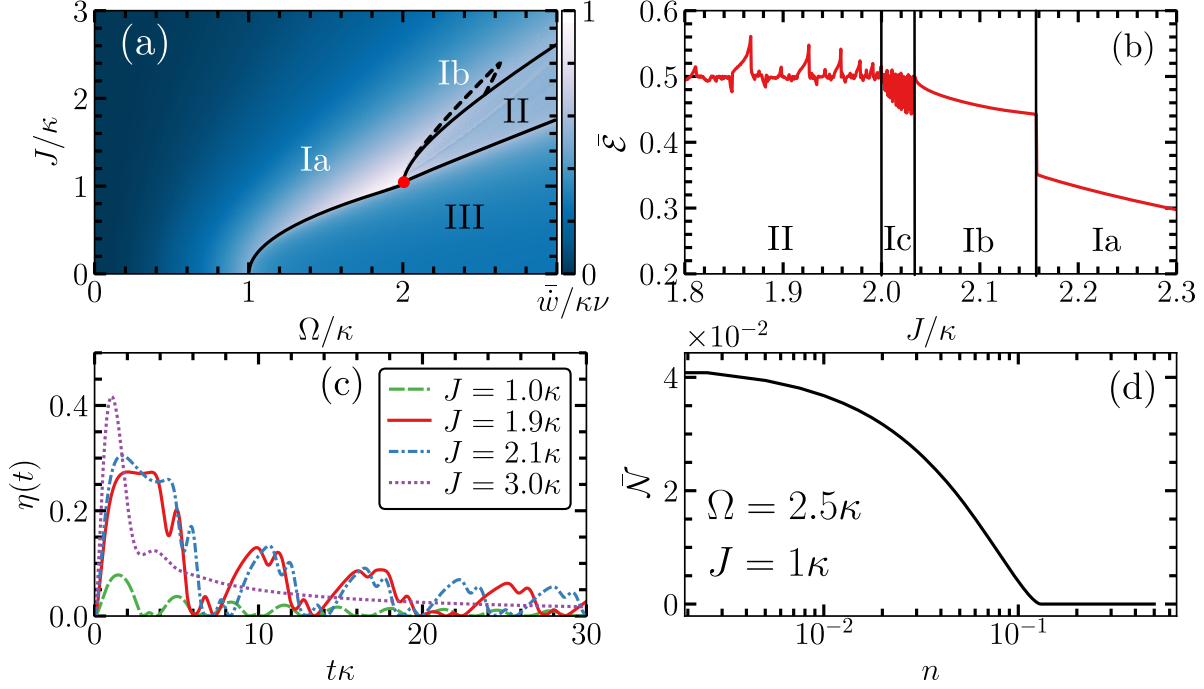 (a)
Ia
Ib
II
III
3
2
1
0
J/κ
0
1
2
Ω/κ
1
0
w̄̇/κν
(b)
0.6
0.5
0.4
0.3
0.2
ℰ̄
II
Ic
Ib
Ia
1.8
1.9
2.0
2.1
2.2
2.3
J/κ
(c)
0.4
0.2
0.0
η(t)
J = 1.0κ
J = 1.9κ
J = 2.1κ
J = 3.0κ
0
10
20
30
tκ
×10⁻²
(d)
4
2
0
𝒩̄
Ω = 2.5κ
J = 1κ
10⁻²
10⁻¹
n